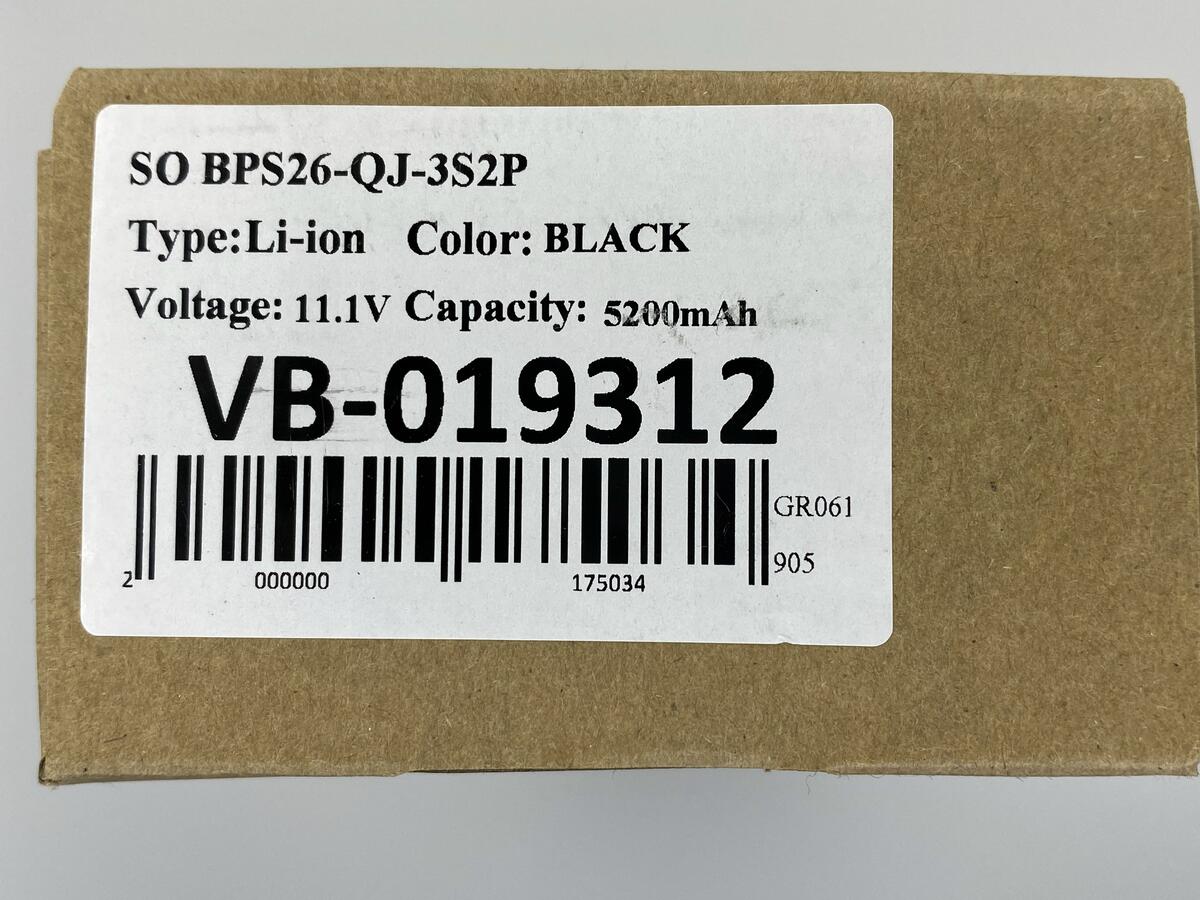 SO BPS26-QJ-3S2P
Type:Li-ion Color: BLACK
Voltage: 11.1V Capacity: 5200mAh
VB-019312
GR061
905
2 000000 175034